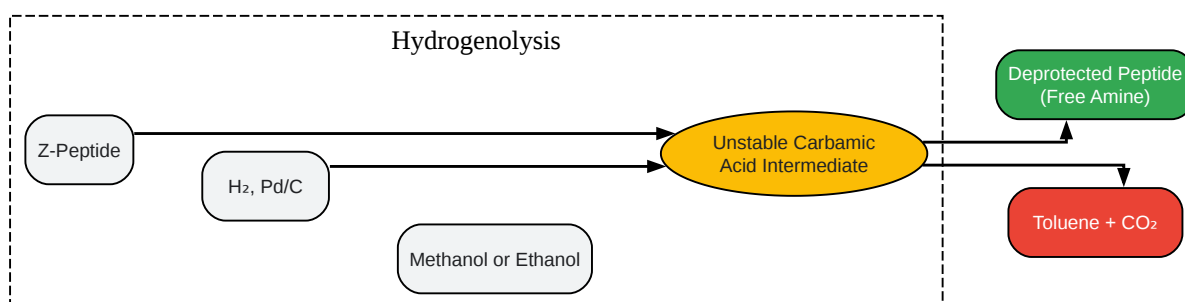 Hydrogenolysis
Z-Peptide
H₂, Pd/C
Methanol or Ethanol
Unstable Carbamic
Acid Intermediate
Deprotected Peptide
(Free Amine)
Toluene + CO₂